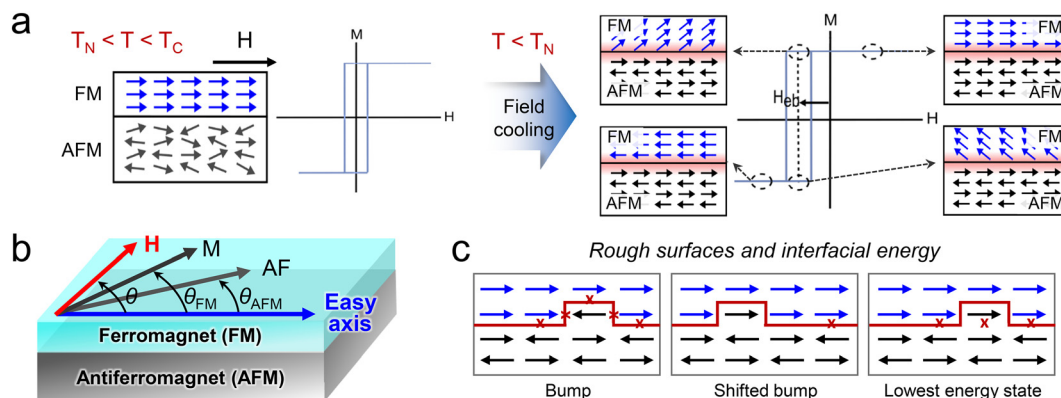 a
T_N < T < T_C
H
FM
AFM
M
H
T < T_N
Field
cooling
FM
AFM
FM
AFM
M
H_eb
H
FM
AFM
FM
AFM
b
H
M
AF
θ
θ_FM
θ_AFM
Easy
axis
Ferromagnet (FM)
Antiferromagnet (AFM)
c
Rough surfaces and interfacial energy
x x x x x
x
x x x
Bump
Shifted bump
Lowest energy state